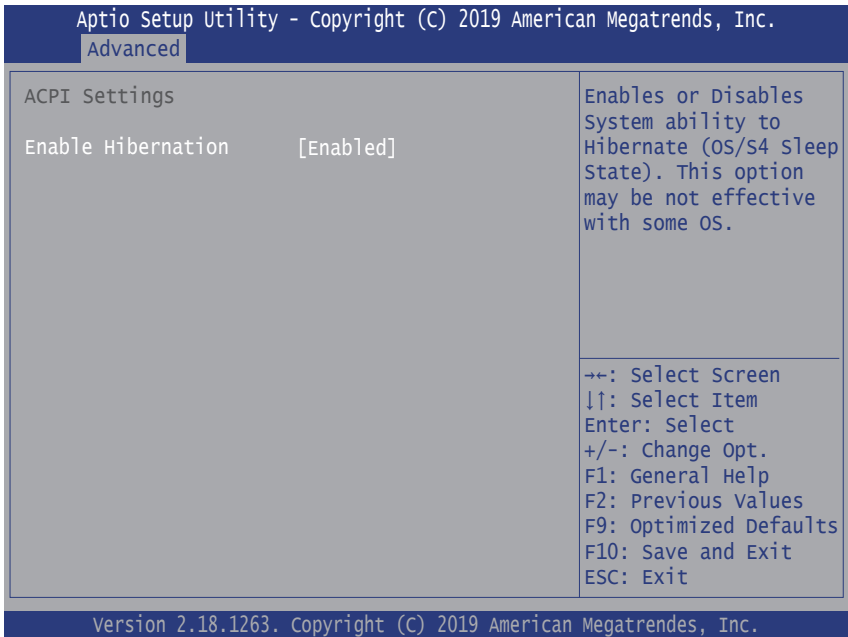 Aptio Setup Utility - Copyright (C) 2019 American Megatrends, Inc.
Advanced
ACPI Settings
Enable Hibernation [Enabled]
Enables or Disables
System ability to
Hibernate (OS/S4 Sleep
State). This option
may be not effective
with some OS.
→←: Select Screen
↓↑: Select Item
Enter: Select
+/-: Change Opt.
F1: General Help
F2: Previous Values
F9: Optimized Defaults
F10: Save and Exit
ESC: Exit
Version 2.18.1263. Copyright (C) 2019 American Megatrendes, Inc.